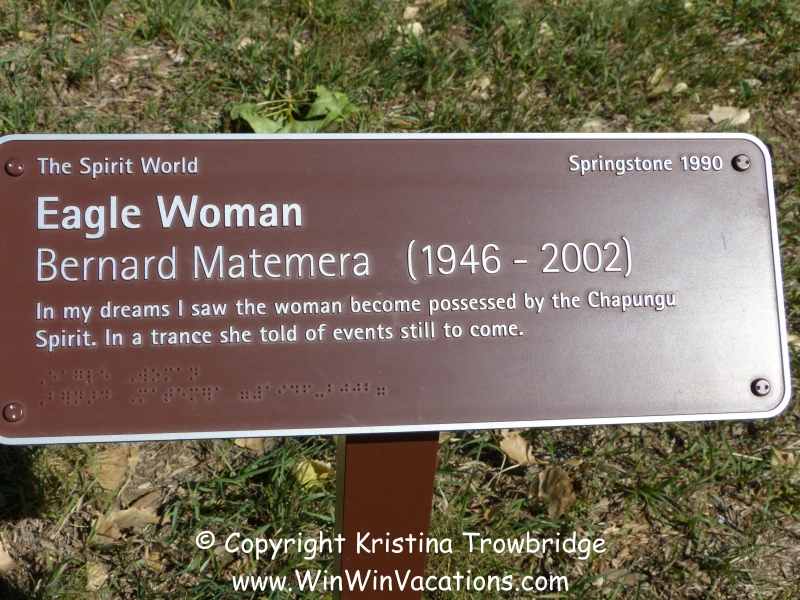 The Spirit World Springstone 1990
Eagle Woman
Bernard Matemera (1946 - 2002)
In my dreams I saw the woman become possessed by the Chapungu
Spirit. In a trance she told of events still to come.
© Copyright Kristina Trowbridge
www.WinWinVacations.com